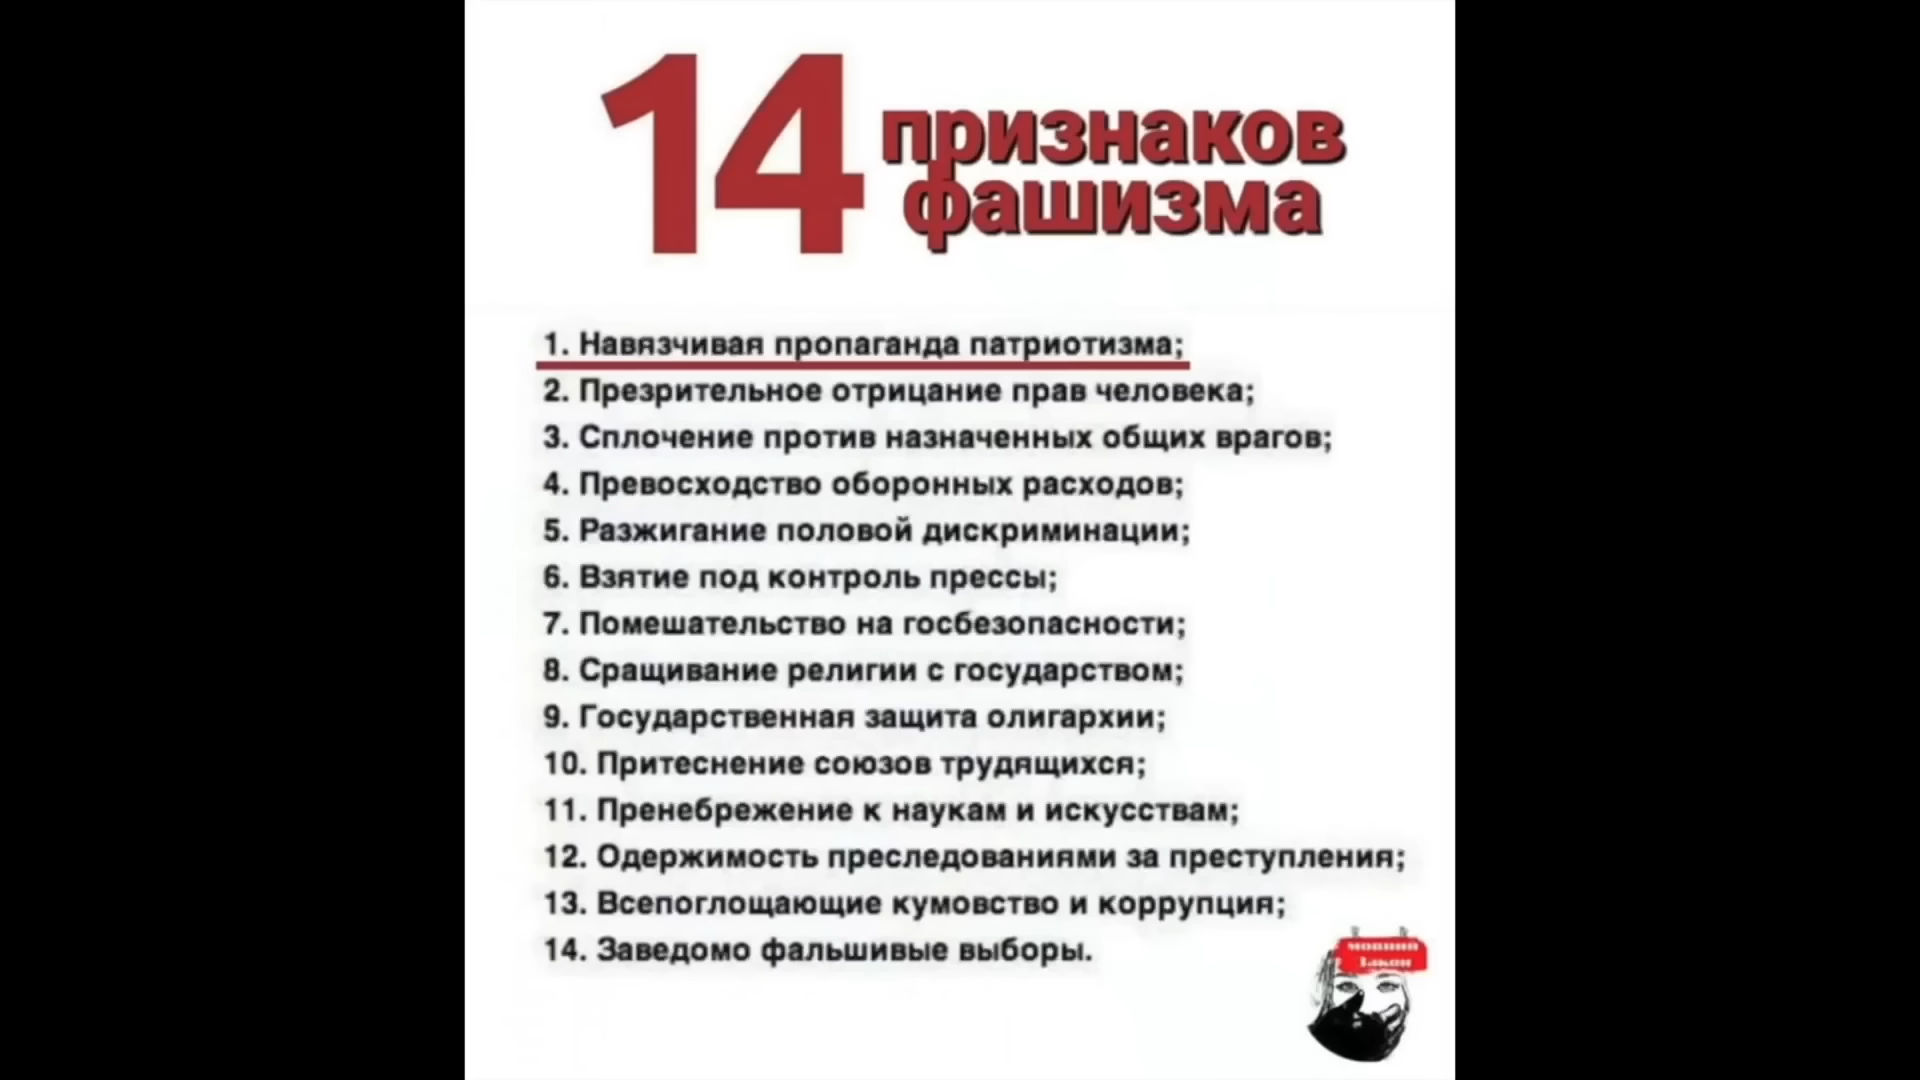 14 признаков
фашизма
1. Навязчивая пропаганда патриотизма;
2. Презрительное отрицание прав человека;
3. Сплочение против назначенных общих врагов;
4. Превосходство оборонных расходов;
5. Разжигание половой дискриминации;
6. Взятие под контроль прессы;
7. Помешательство на госбезопасности;
8. Сращивание религии с государством;
9. Государственная защита олигархии;
10. Притеснение союзов трудящихся;
11. Пренебрежение к наукам и искусствам;
12. Одержимость преследованиями за преступления;
13. Всепоглощающие кумовство и коррупция;
14. Заведомо фальшивые выборы.